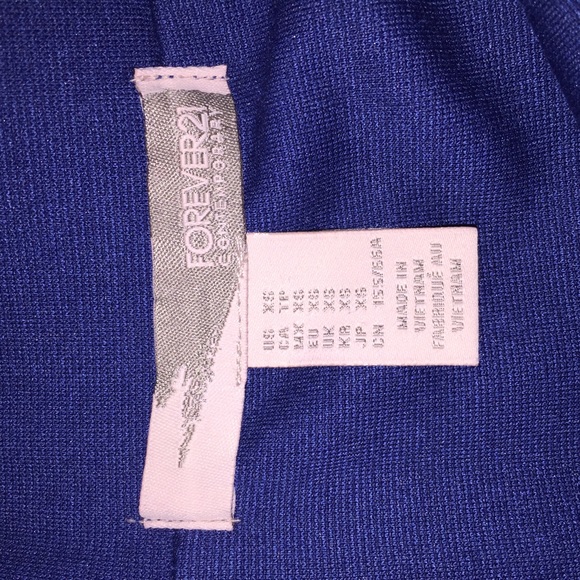 FOREVER21
CONTEMPORARY
US XS
CA TP
MX XS
EU XS
UK XS
KR XS
JP XS
CN 155/66A
MADE IN
VIETNAM
FABRIQUÉ AU
VIETNAM